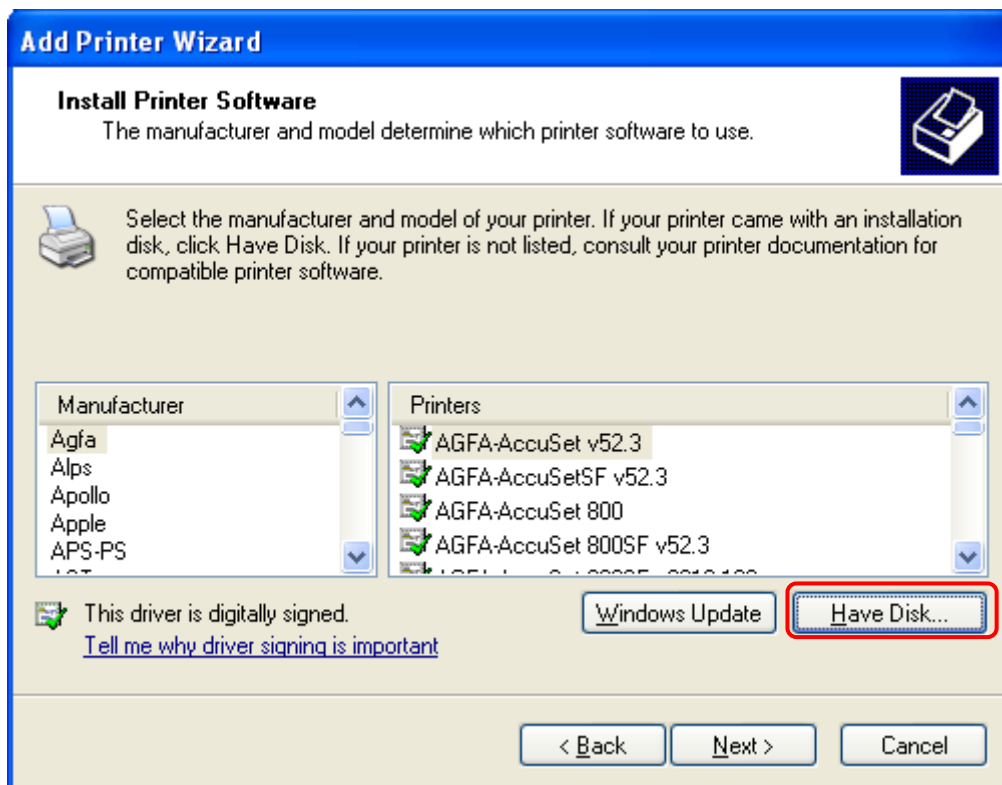 Add Printer Wizard
Install Printer Software
The manufacturer and model determine which printer software to use.
Select the manufacturer and model of your printer. If your printer came with an installation
disk, click Have Disk. If your printer is not listed, consult your printer documentation for
compatible printer software.
Manufacturer
Agfa
Alps
Apollo
Apple
APS-PS
Printers
AGFA-AccuSet v52.3
AGFA-AccuSetSF v52.3
AGFA-AccuSet 800
AGFA-AccuSet 800SF v52.3
This driver is digitally signed.
Tell me why driver signing is important
Windows Update
Have Disk...
< Back
Next >
Cancel